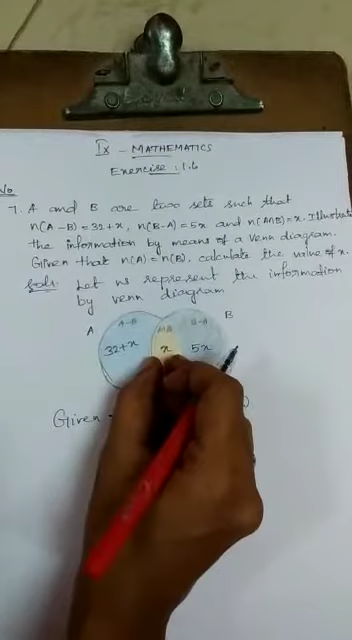 IX - MATHEMATICS
Exercise: 1.6
No
7. A and B are two sets such that
n(A-B)=32+x, n(B-A)=5x and n(A∩B)=x. Illustrate
the information by means of a venn diagram.
Given that n(A)=n(B), calculate the value of x.
Soln: Let us represent the information
by venn diagram
A A-B A∩B B-A B
32+x x 5x
Given